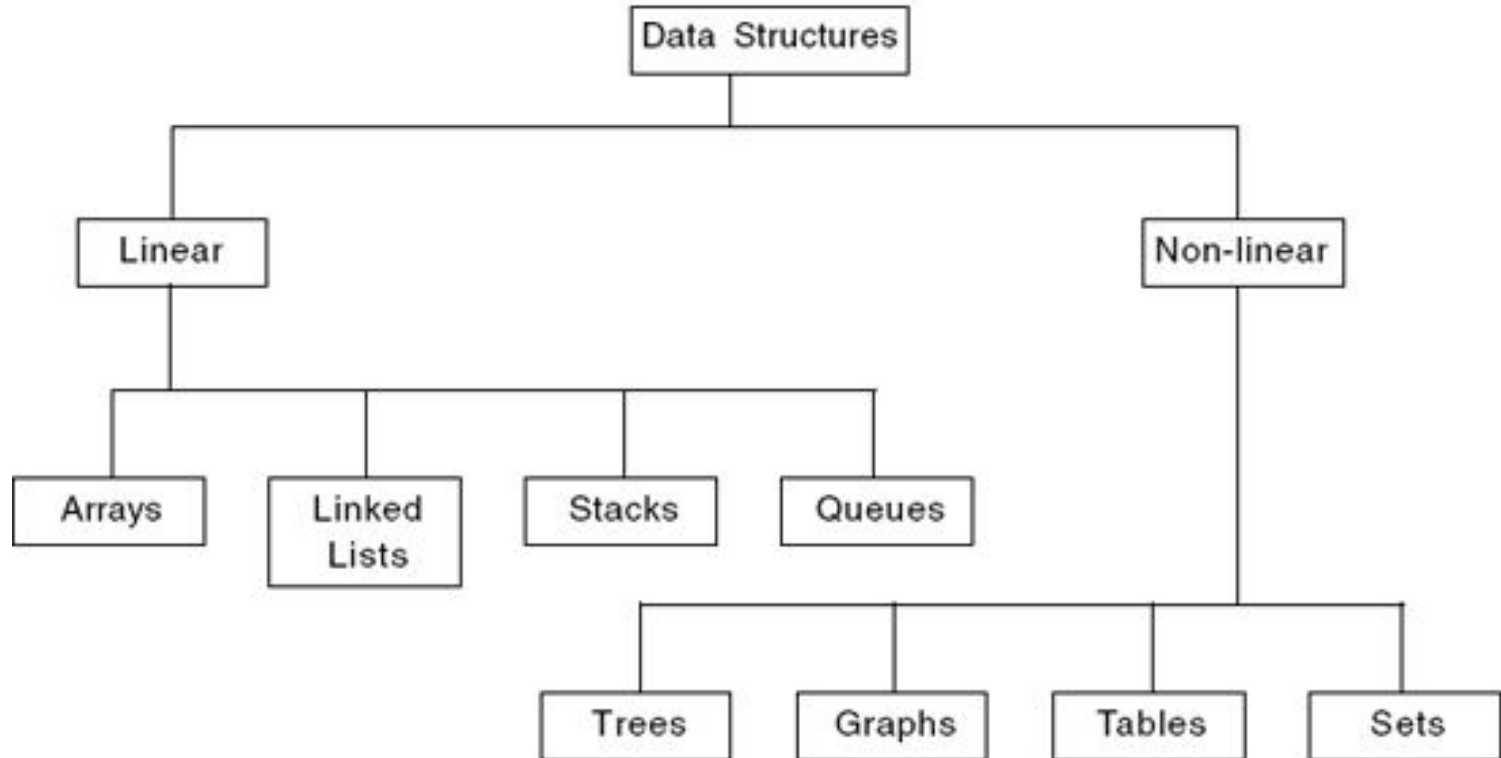 Data Structures
Linear
Non-linear
Arrays
Linked
Lists
Stacks
Queues
Trees
Graphs
Tables
Sets